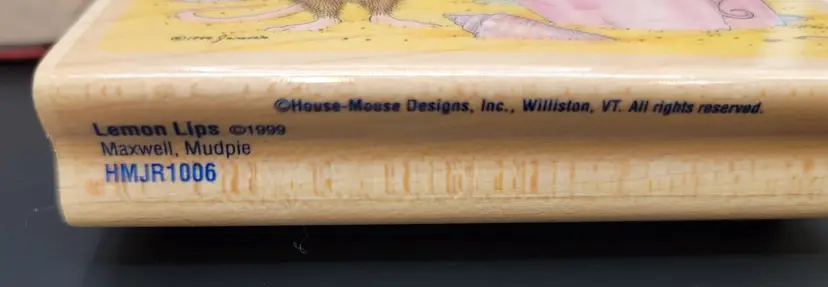 ©House-Mouse Designs, Inc., Williston, VT. All rights reserved.
Lemon Lips ©1999
Maxwell, Mudpie
HMJR1006